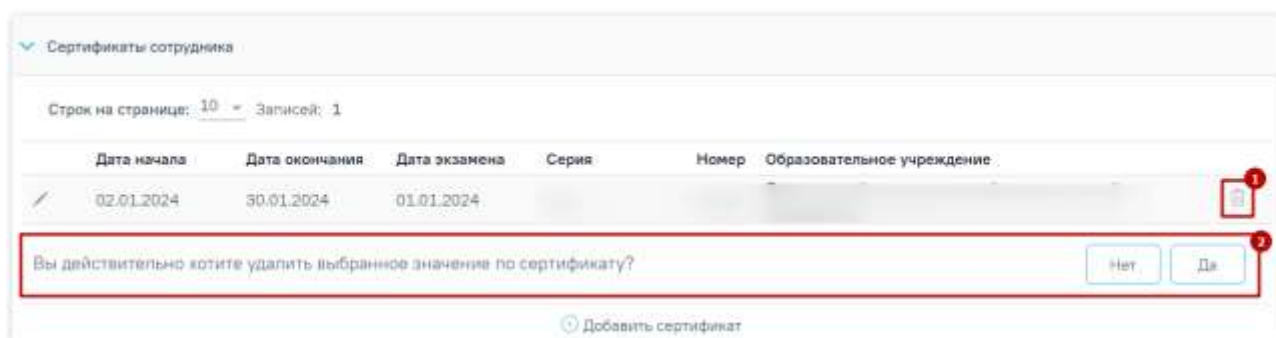 Сертификаты сотрудника
Строк на странице: 10 Записей: 1
Дата начала Дата окончания Дата экзамена Серия Номер Образовательное учреждение
02.01.2024 30.01.2024 01.01.2024
1
2
Вы действительно хотите удалить выбранное значение по сертификату? Нет Да
Добавить сертификат